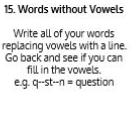 15. Words without Vowels
Write all of your words
replacing vowels with a line.
Go back and see if you can
fill in the vowels.
e.g. q--st--n = question